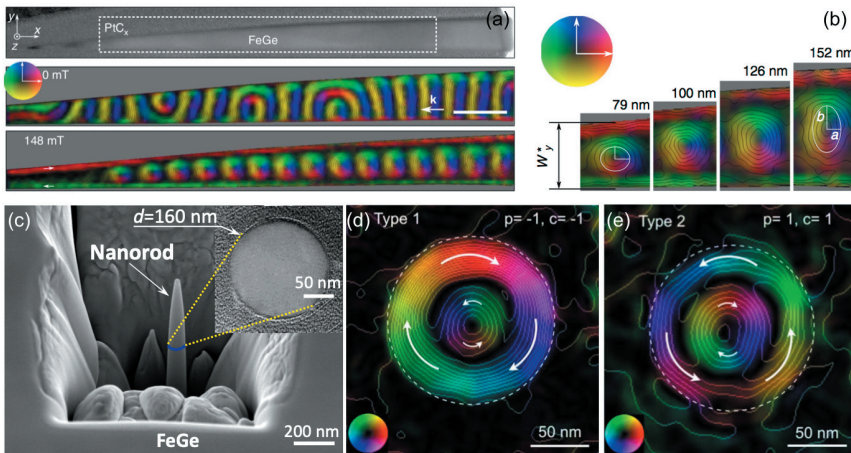 (a)
y
x
z
PtCx
FeGe
0 mT
k
148 mT
(b)
79 nm
100 nm
126 nm
152 nm
W*y
b
a
(c)
d=160 nm
Nanorod
50 nm
FeGe
200 nm
(d) Type 1 p= -1, c= -1
50 nm
(e) Type 2 p= 1, c= 1
50 nm